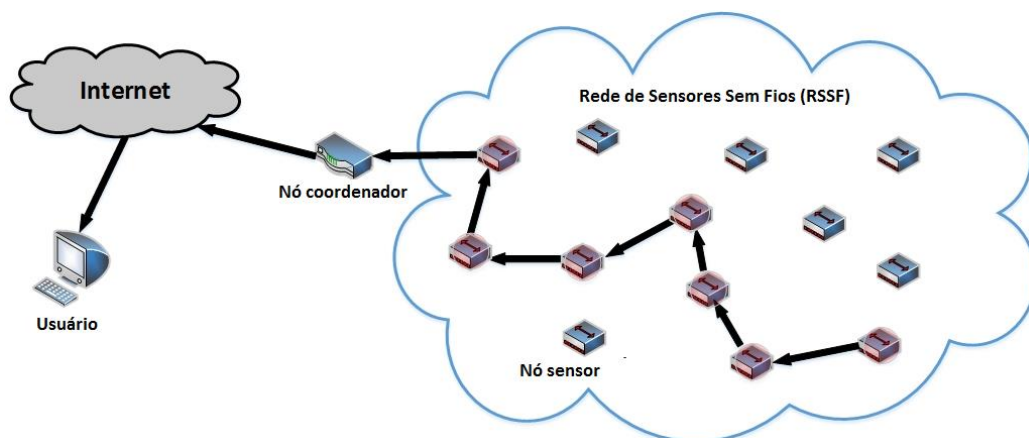 Internet
Rede de Sensores Sem Fios (RSSF)
Nó coordenador
Usuário
Nó sensor